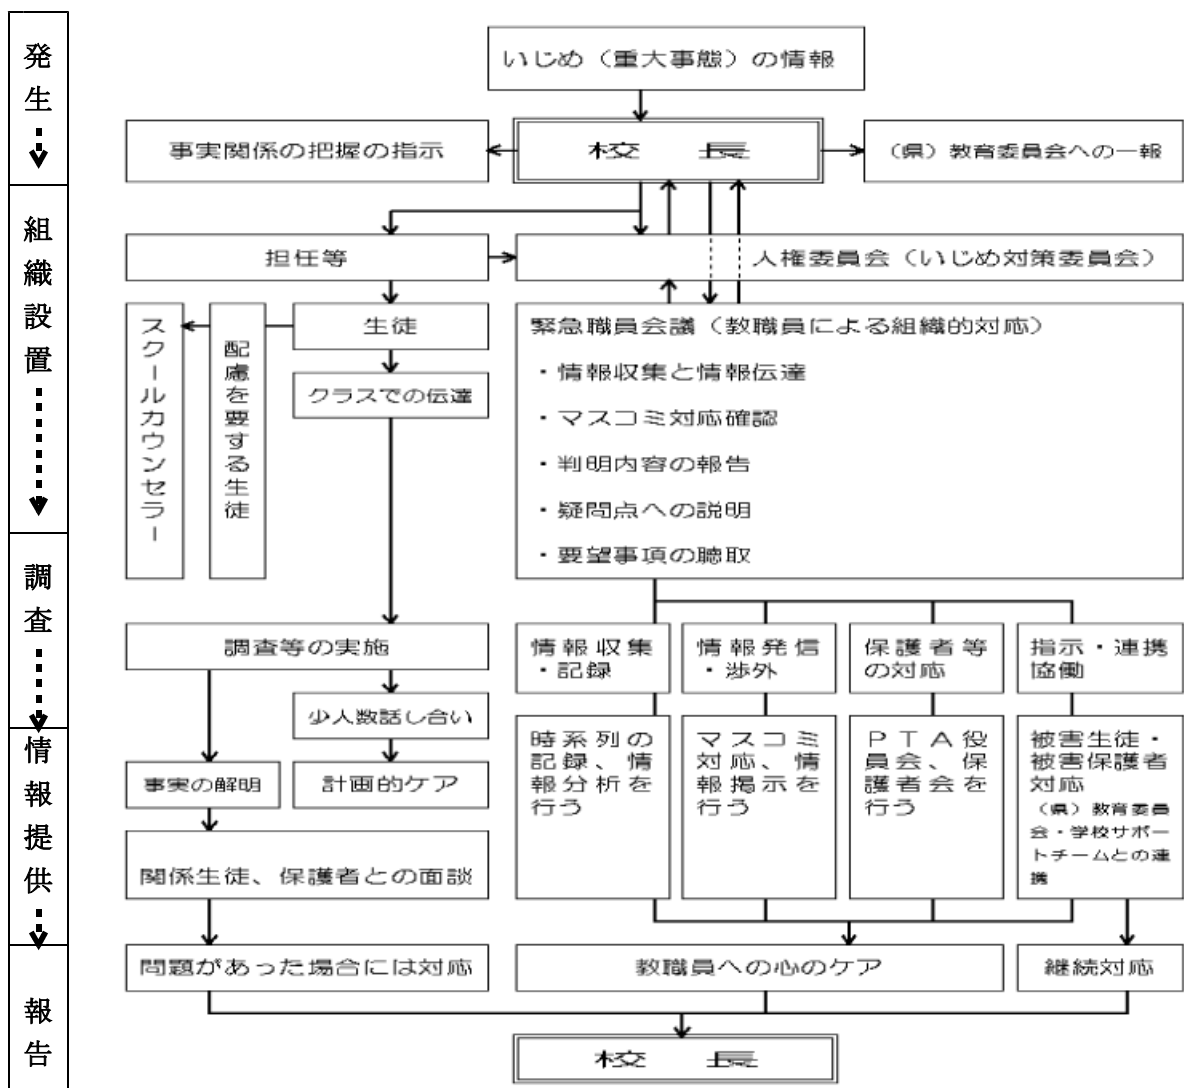 発生
いじめ（重大事態）の情報
事実関係の把握の指示
校　長
（県）教育委員会への一報
組織設置
担任等
人権委員会（いじめ対策委員会）
スクールカウンセラー
配慮を要する生徒
生徒
クラスでの伝達
緊急職員会議（教職員による組織的対応）
・情報収集と情報伝達
・マスコミ対応確認
・判明内容の報告
・疑問点への説明
・要望事項の聴取
調査
調査等の実施
少人数話し合い
情報収集
・記録
情報発信
・渉外
保護者等
の対応
指示・連携
協働
情報提供
事実の解明
計画的ケア
関係生徒、保護者との面談
時系列の
記録、情
報分析を
行う
マスコミ
対応、情
報掲示を
行う
ＰＴＡ役
員会、保
護者会を
行う
被害生徒・
被害保護者
対応
（県）教育委員
会・学校サポー
トチームとの連
携
報告
問題があった場合には対応
教職員への心のケア
継続対応
校　長